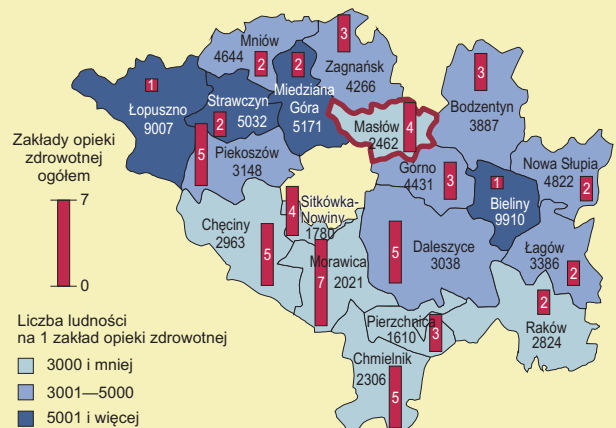 Mniów
4644
2
3
Zagnańsk
4266
Miedziana
Góra
5171
2
3
Bodzentyn
3887
1
Łopuszno
9007
Strawczyn
5032
2
Masłów
2462
4
Zakłady opieki
zdrowotnej
ogółem
7
0
5
Piekoszów
3148
Górno
4431
3
Nowa Słupia
4822
2
1
Bieliny
9910
4
Sitkówka-
Nowiny
1780
Chęciny
2963
5
Morawica
2021
7
5
Daleszyce
3038
Łagów
3386
2
2
Raków
2824
Pierzchnica
1610
3
Chmielnik
2306
5
Liczba ludności
na 1 zakład opieki zdrowotnej
3000 i mniej
3001—5000
5001 i więcej